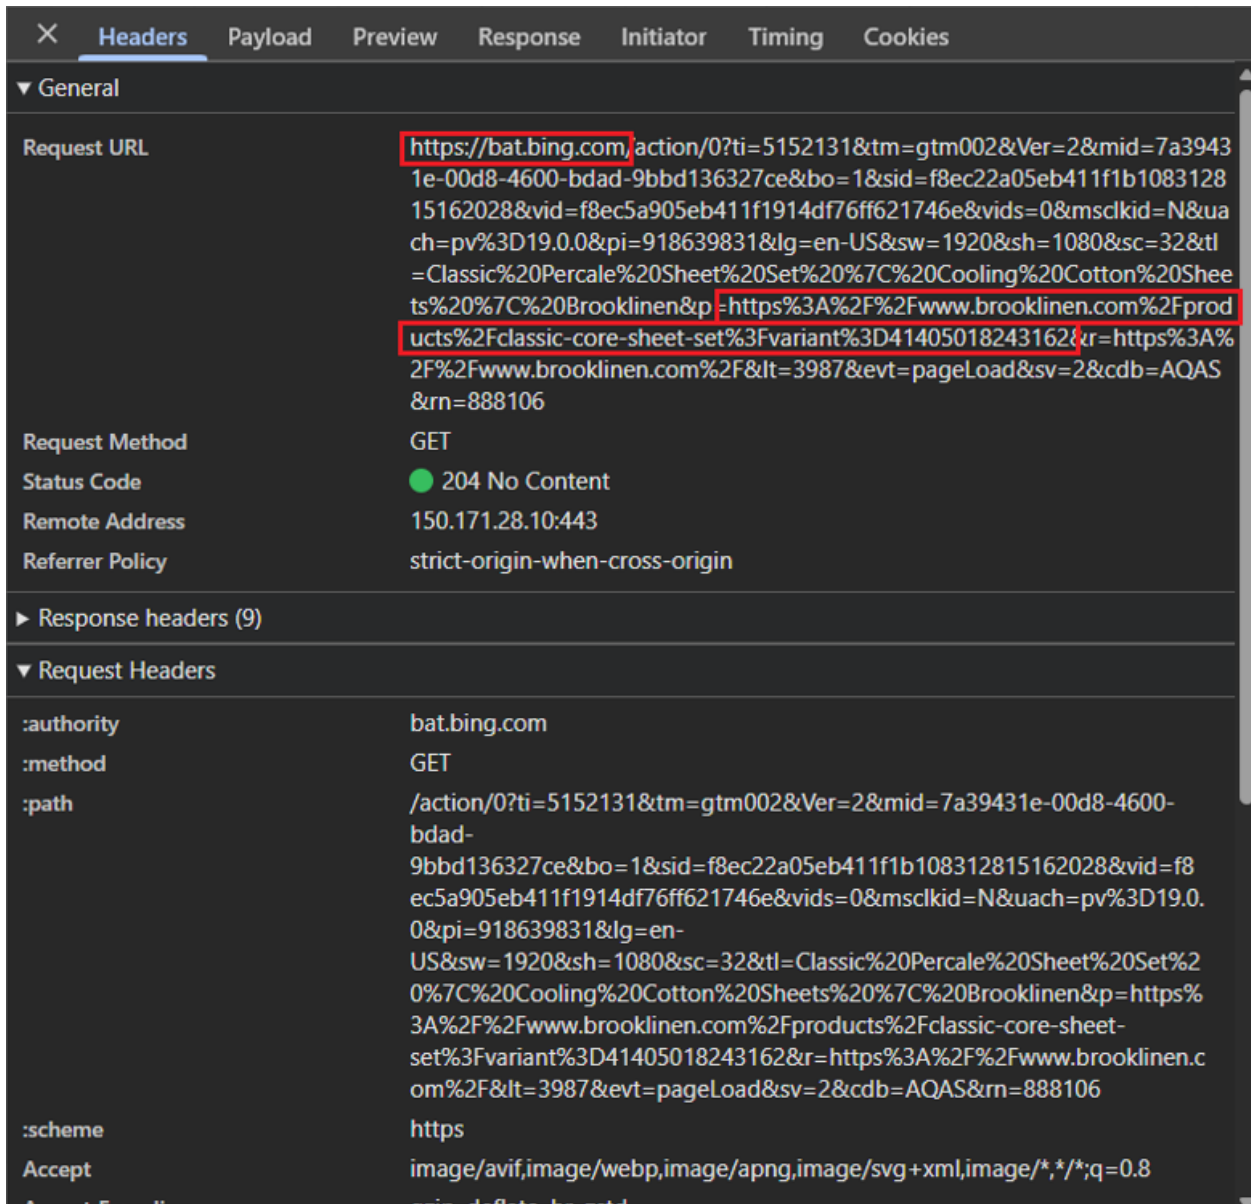 Headers Payload Preview Response Initiator Timing Cookies
General
Request URL https://bat.bing.com/action/0?ti=5152131&tm=gtm002&Ver=2&mid=7a3943
1e-00d8-4600-bdad-9bbd136327ce&bo=1&sid=f8ec22a05eb411f1b1083128
15162028&vid=f8ec5a905eb411f1914df76ff621746e&vids=0&msclkid=N&ua
ch=pv%3D19.0.0&pi=918639831&lg=en-US&sw=1920&sh=1080&sc=32&tl
=Classic%20Percale%20Sheet%20Set%20%7C%20Cooling%20Cotton%20Shee
ts%20%7C%20Brooklinen&p=https%3A%2F%2Fwww.brooklinen.com%2Fprod
ucts%2Fclassic-core-sheet-set%3Fvariant%3D41405018243162&r=https%3A%
2F%2Fwww.brooklinen.com%2F&lt=3987&evt=pageLoad&sv=2&cdb=AQAS
&rn=888106
Request Method GET
Status Code 204 No Content
Remote Address 150.171.28.10:443
Referrer Policy strict-origin-when-cross-origin
Response headers (9)
Request Headers
:authority bat.bing.com
:method GET
:path /action/0?ti=5152131&tm=gtm002&Ver=2&mid=7a39431e-00d8-4600-
bdad-
9bbd136327ce&bo=1&sid=f8ec22a05eb411f1b108312815162028&vid=f8
ec5a905eb411f1914df76ff621746e&vids=0&msclkid=N&uach=pv%3D19.0.
0&pi=918639831&lg=en-
US&sw=1920&sh=1080&sc=32&tl=Classic%20Percale%20Sheet%20Set%2
0%7C%20Cooling%20Cotton%20Sheets%20%7C%20Brooklinen&p=https%
3A%2F%2Fwww.brooklinen.com%2Fproducts%2Fclassic-core-sheet-
set%3Fvariant%3D41405018243162&r=https%3A%2F%2Fwww.brooklinen.c
om%2F&lt=3987&evt=pageLoad&sv=2&cdb=AQAS&rn=888106
:scheme https
Accept image/avif,image/webp,image/apng,image/svg+xml,image/*,*/*;q=0.8